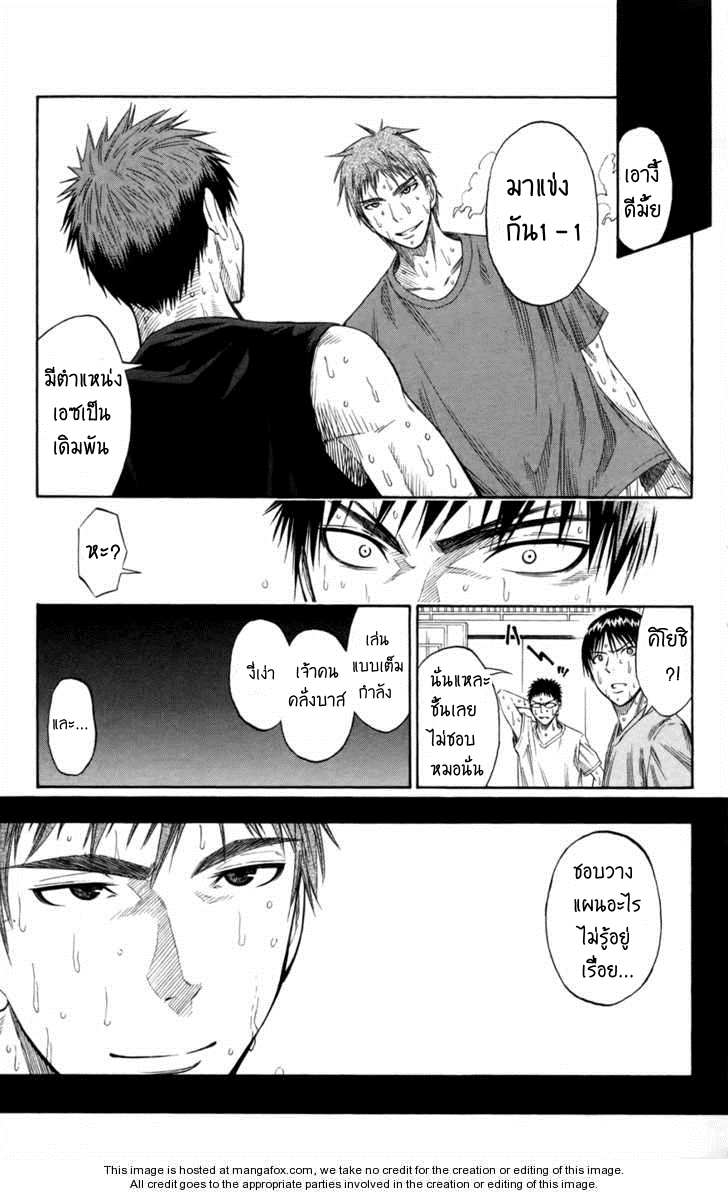 เอางี้
ดีมั้ย
มาแข่ง
กัน1-1
มีตำแหน่ง
เอซเป็น
เดิมพัน
หะ?
คิโยชิ
?!
นั่นแหละ
ชั้นเลย
ไม่ชอบ
หมอนั่น
เล่น
แบบเต็ม
กำลัง
เจ้าคน
คลั่งบาส
งี่เง่า
และ...
ชอบวาง
แผนอะไร
ไม่รู้อยู่
เรื่อย...
This image is hosted at mangafox.com, we take no credit for the creation or editing of this image.
All credit goes to the appropriate parties involved in the creation or editing of this image.